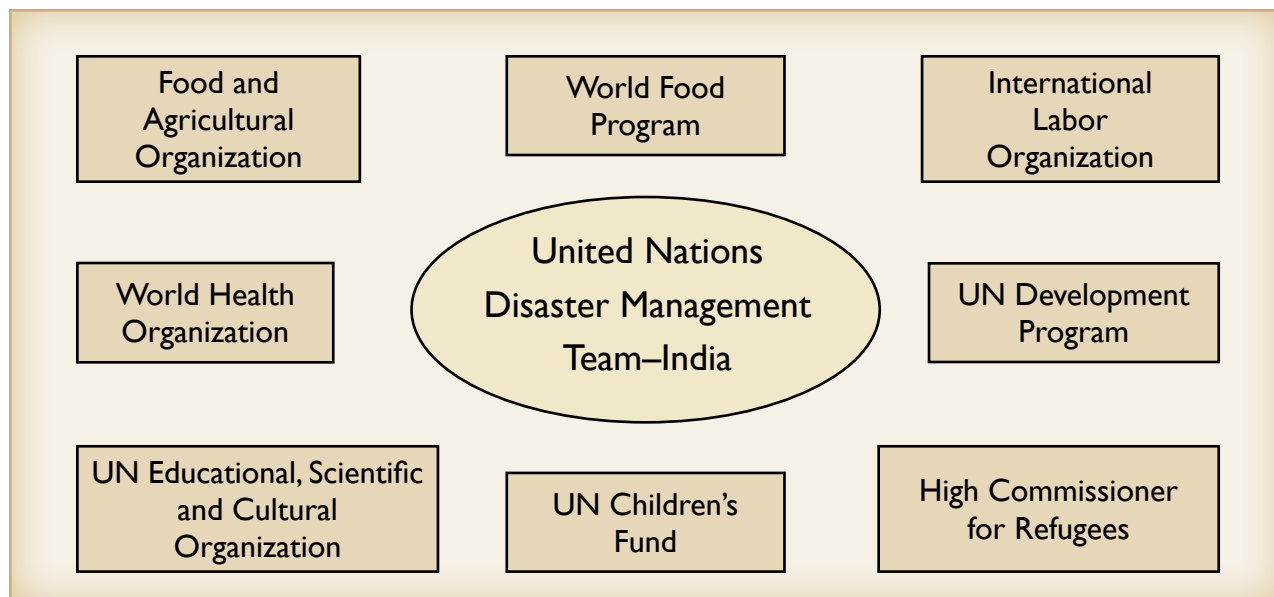 Food and
Agricultural
Organization
World Food
Program
International
Labor
Organization
World Health
Organization
United Nations
Disaster Management
Team–India
UN Development
Program
UN Educational, Scientific
and Cultural
Organization
UN Children’s
Fund
High Commissioner
for Refugees